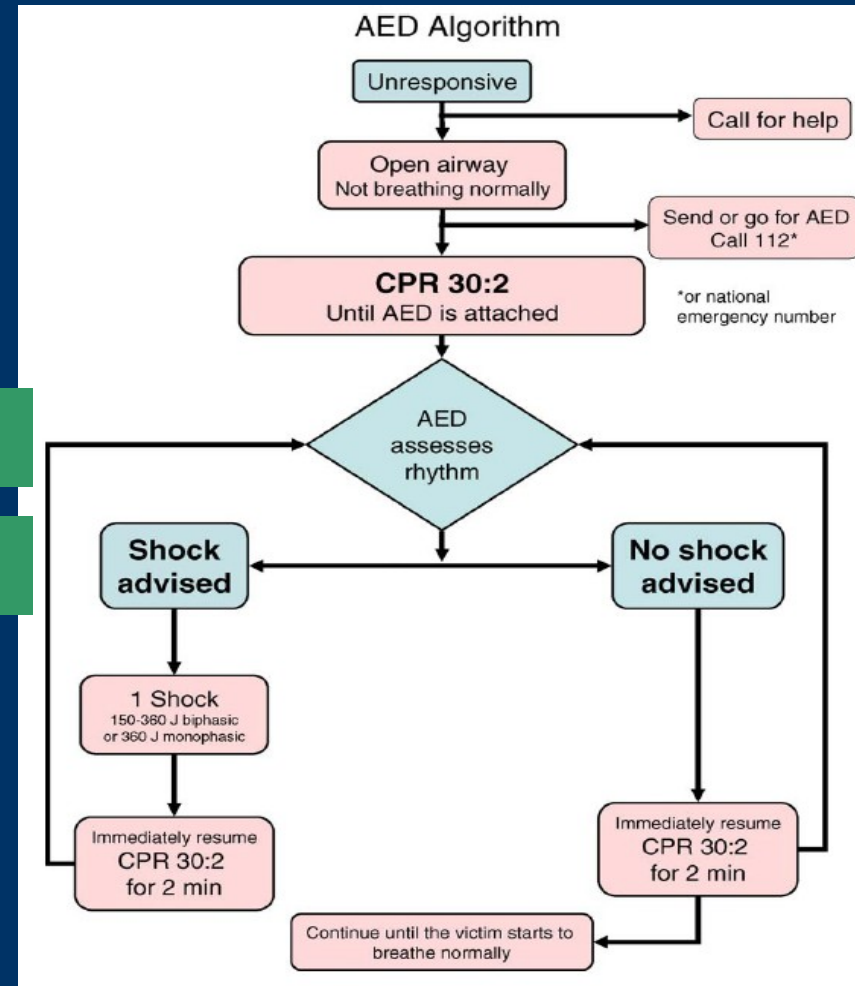 AED Algorithm
Unresponsive
Call for help
Open airway
Not breathing normally
Send or go for AED
Call 112*
CPR 30:2
Until AED is attached
*or national
emergency number
AED
assesses
rhythm
Shock
advised
No shock
advised
1 Shock
150-360 J biphasic
or 360 J monophasic
Immediately resume
CPR 30:2
for 2 min
Immediately resume
CPR 30:2
for 2 min
Continue until the victim starts to
breathe normally